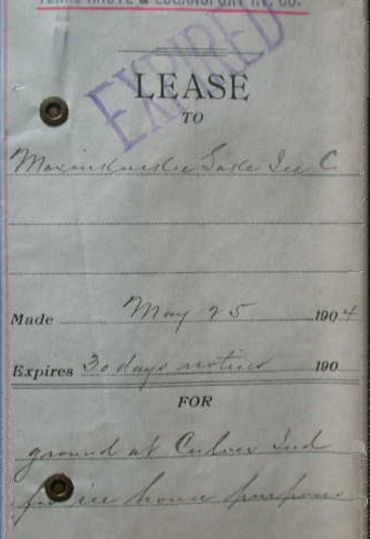 TERRE HAUTE & LOGANSPORT RY. CO.
EXPIRED
LEASE
TO
Maxinkuckee Lake Ice C
Made May 25 1904
Expires 30 days notice 190
FOR
ground at Culver Ind
for ice house purposes.